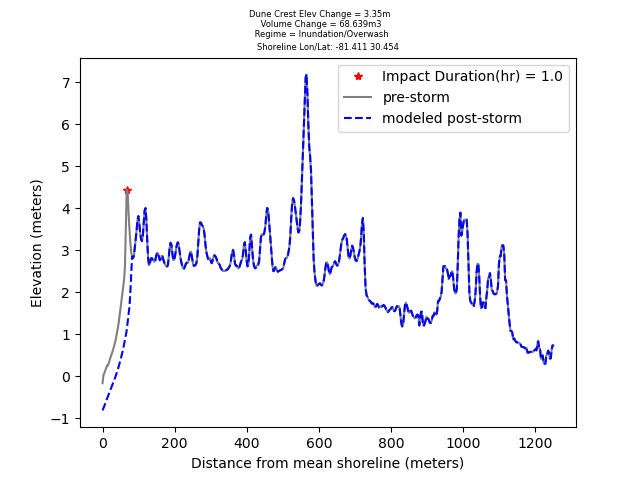 Dune Crest Elev Change = 3.35m
Volume Change = 68.639m3
Regime = Inundation/Overwash
Shoreline Lon/Lat: -81.411 30.454
Impact Duration(hr) = 1.0
pre-storm
modeled post-storm
Elevation (meters)
7
6
5
4
3
2
1
0
−1
0 200 400 600 800 1000 1200
Distance from mean shoreline (meters)